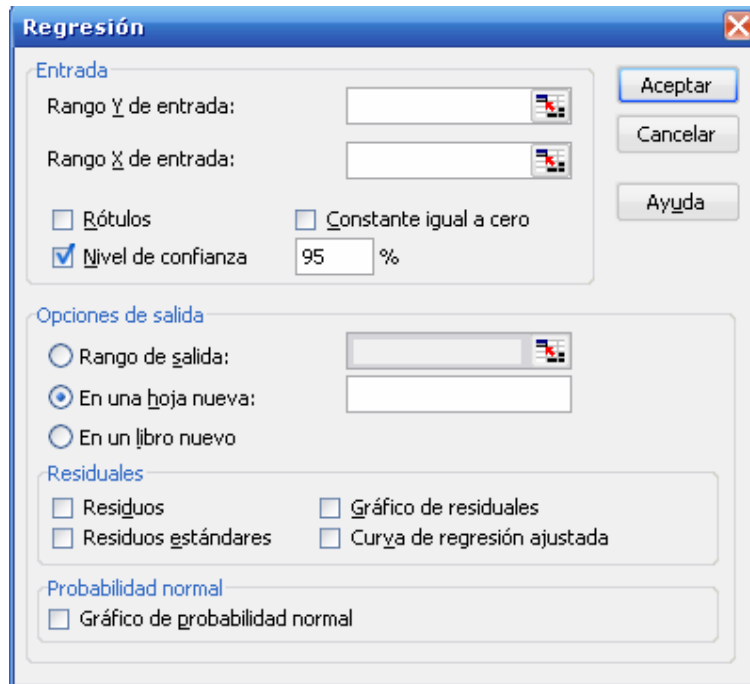 Regresión
Entrada
Rango Y de entrada:
Rango X de entrada:
Rótulos
Constante igual a cero
Nivel de confianza 95 %
Aceptar
Cancelar
Ayuda
Opciones de salida
Rango de salida:
En una hoja nueva:
En un libro nuevo
Residuales
Residuos
Gráfico de residuales
Residuos estándares
Curva de regresión ajustada
Probabilidad normal
Gráfico de probabilidad normal